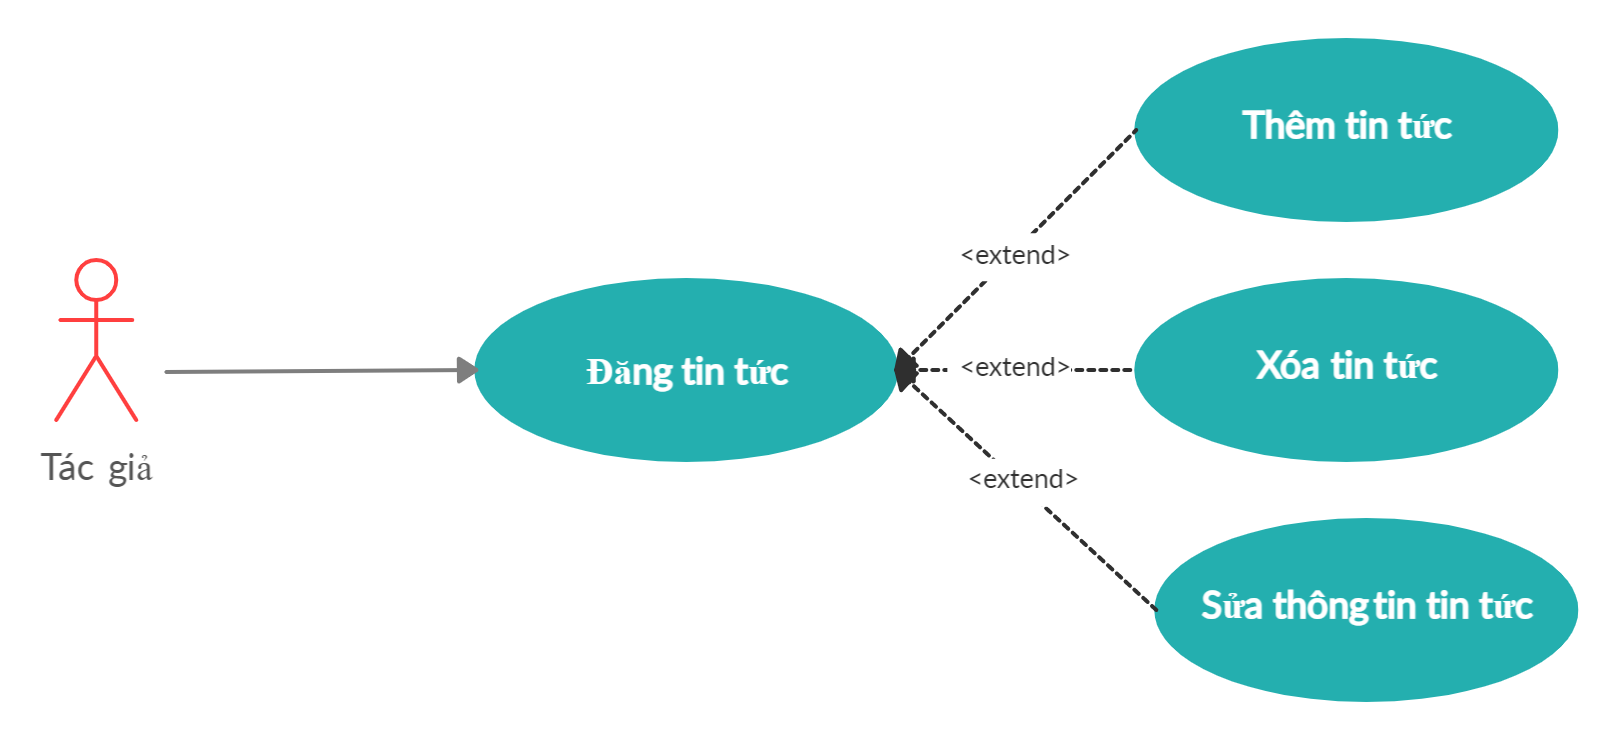 Thêm tin tức
<extend>
Tác giả
Đăng tin tức
<extend>
Xóa tin tức
<extend>
Sửa thông tin tin tức